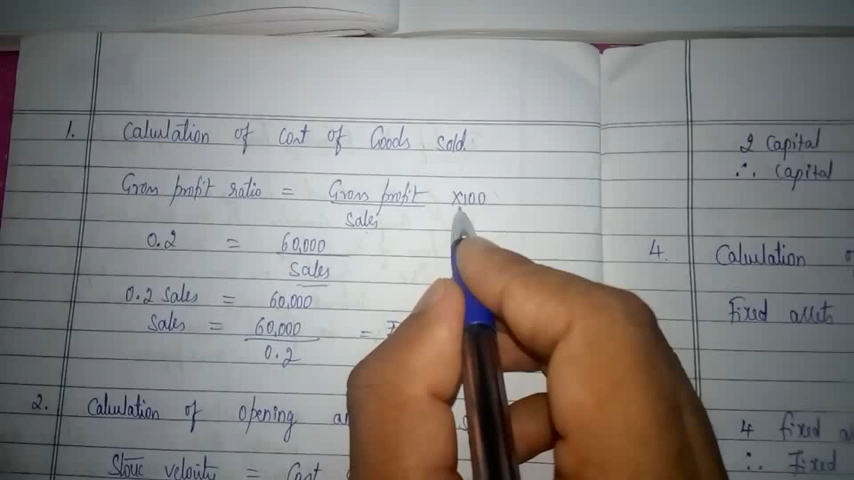 1. Calculation of Cost of Goods sold.
Gross profit ratio = Gross profit x100
Sales
0.2 = 60,000
Sales
0.2 Sales = 60,000
Sales = 60,000 =
0.2
2. Calculation of opening
Stock velocity = Cost
2 Capital
∴ Capital
4. Calculation
Fixed assets
4 fixed
∴ Fixed